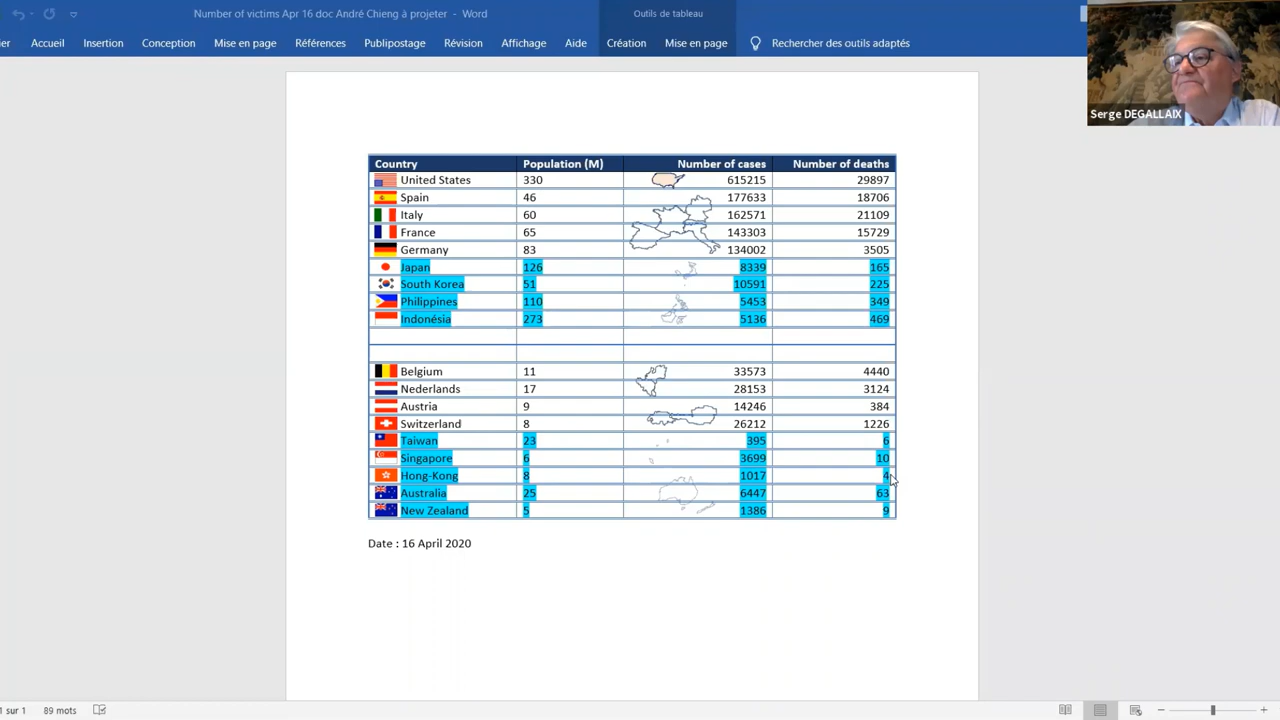 Number of victims Apr 16 doc André Chieng à projeter - Word
Outils de tableau
ier Accueil Insertion Conception Mise en page Références Publipostage Révision Affichage Aide Création Mise en page Rechercher des outils adaptés
Serge DEGALLAIX
Country Population (M) Number of cases Number of deaths
United States 330 615215 29897
Spain 46 177633 18706
Italy 60 162571 21109
France 65 143303 15729
Germany 83 134002 3505
Japan 126 8339 165
South Korea 51 10591 225
Philippines 110 5453 349
Indonésia 273 5136 469
Belgium 11 33573 4440
Nederlands 17 28153 3124
Austria 9 14246 384
Switzerland 8 26212 1226
Taiwan 23 395 6
Singapore 6 3699 10
Hong-Kong 8 1017 4
Australia 25 6447 63
New Zealand 5 1386 9
Date : 16 April 2020
1 sur 1 89 mots